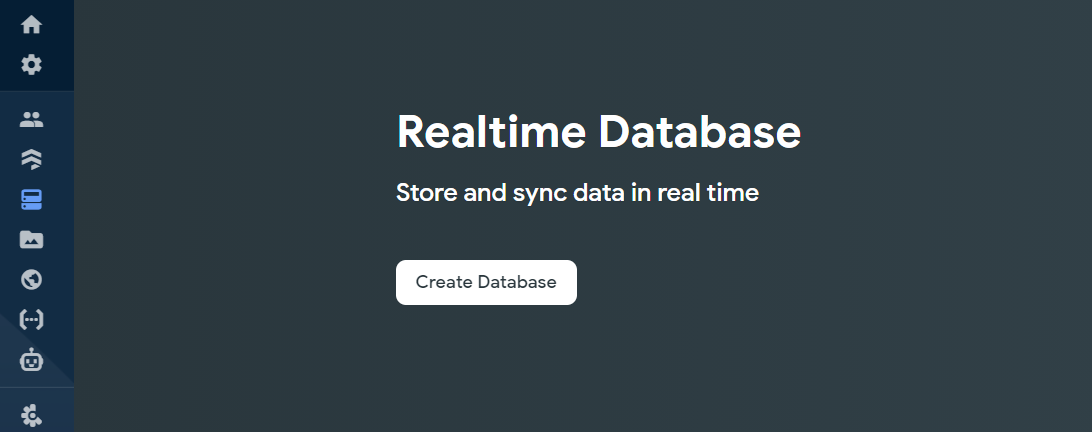 Realtime Database
Store and sync data in real time
Create Database